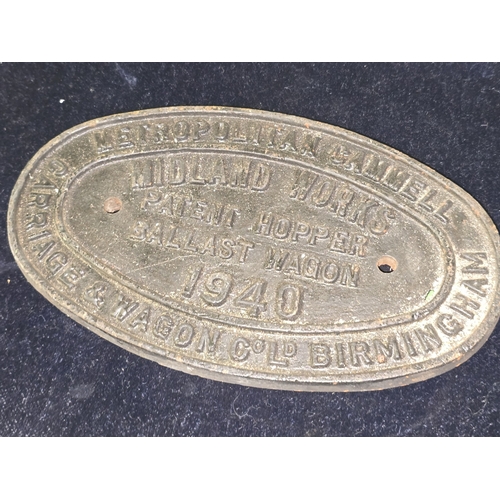 METROPOLITAN CAMMELL
CARRIAGE & WAGON Co LD BIRMINGHAM
MIDLAND WORKS
PATENT HOPPER
BALLAST WAGON
1940